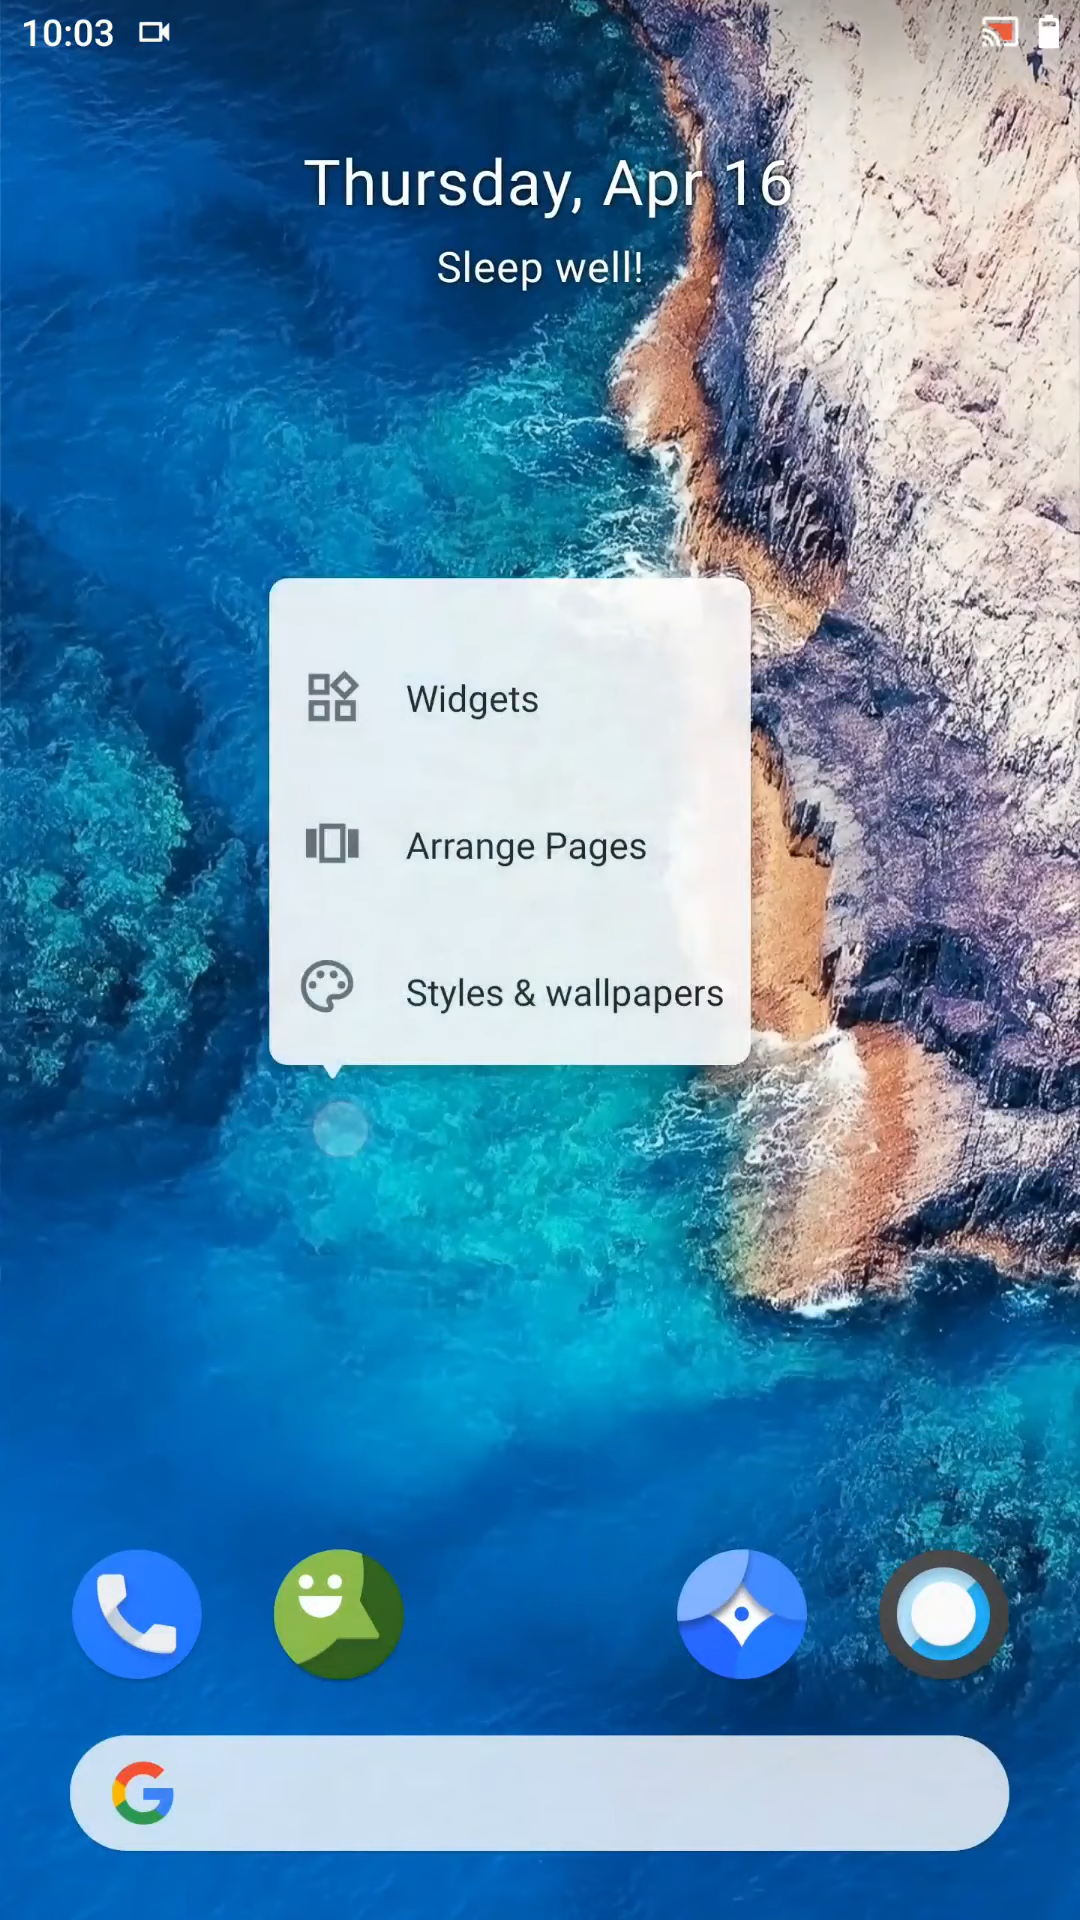 10:03
Thursday, Apr 16
Sleep well!
Widgets
Arrange Pages
Styles & wallpapers